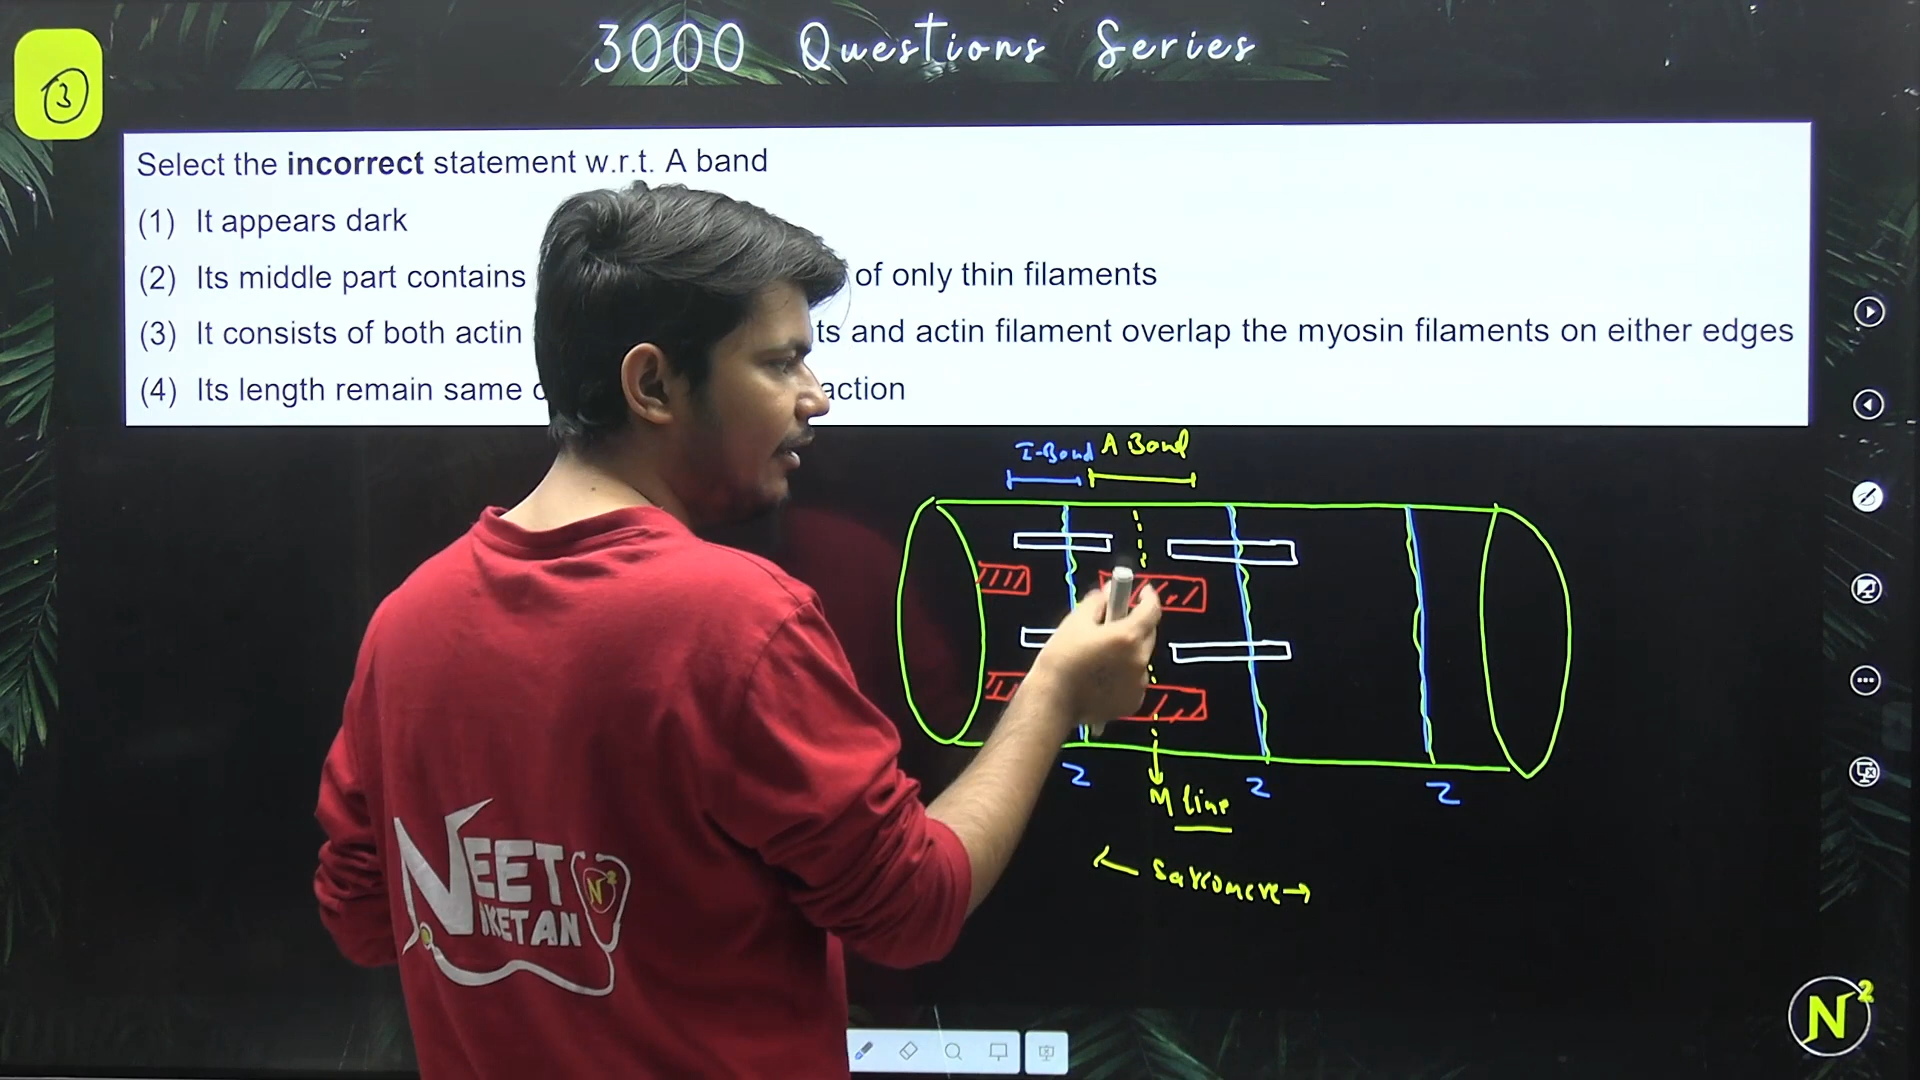 3000 Questions Series
3
Select the incorrect statement w.r.t. A band
(1) It appears dark
(2) Its middle part contains of only thin filaments
(3) It consists of both actin ts and actin filament overlap the myosin filaments on either edges
(4) Its length remain same action
I-Band A Band
Z Z Z
M line
Sarcomere
NEET
N²
KETAN
N²